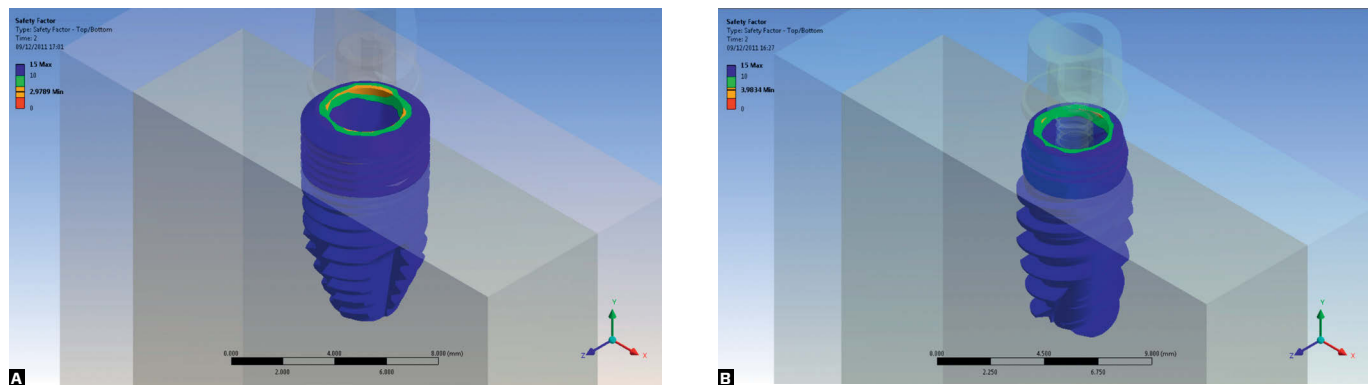 Safety Factor
Type: Safety Factor - Top/Bottom
Time: 2
09/12/2011 17:01
15 Max
10
2.9789 Min
0
0.000
4.000
8.000 (mm)
2.000
6.000
Y
Z
X
A
Safety Factor
Type: Safety Factor - Top/Bottom
Time: 2
09/12/2011 16:27
15 Max
10
3.9834 Min
0
0.000
4.500
9.000 (mm)
2.250
6.750
Y
Z
X
B